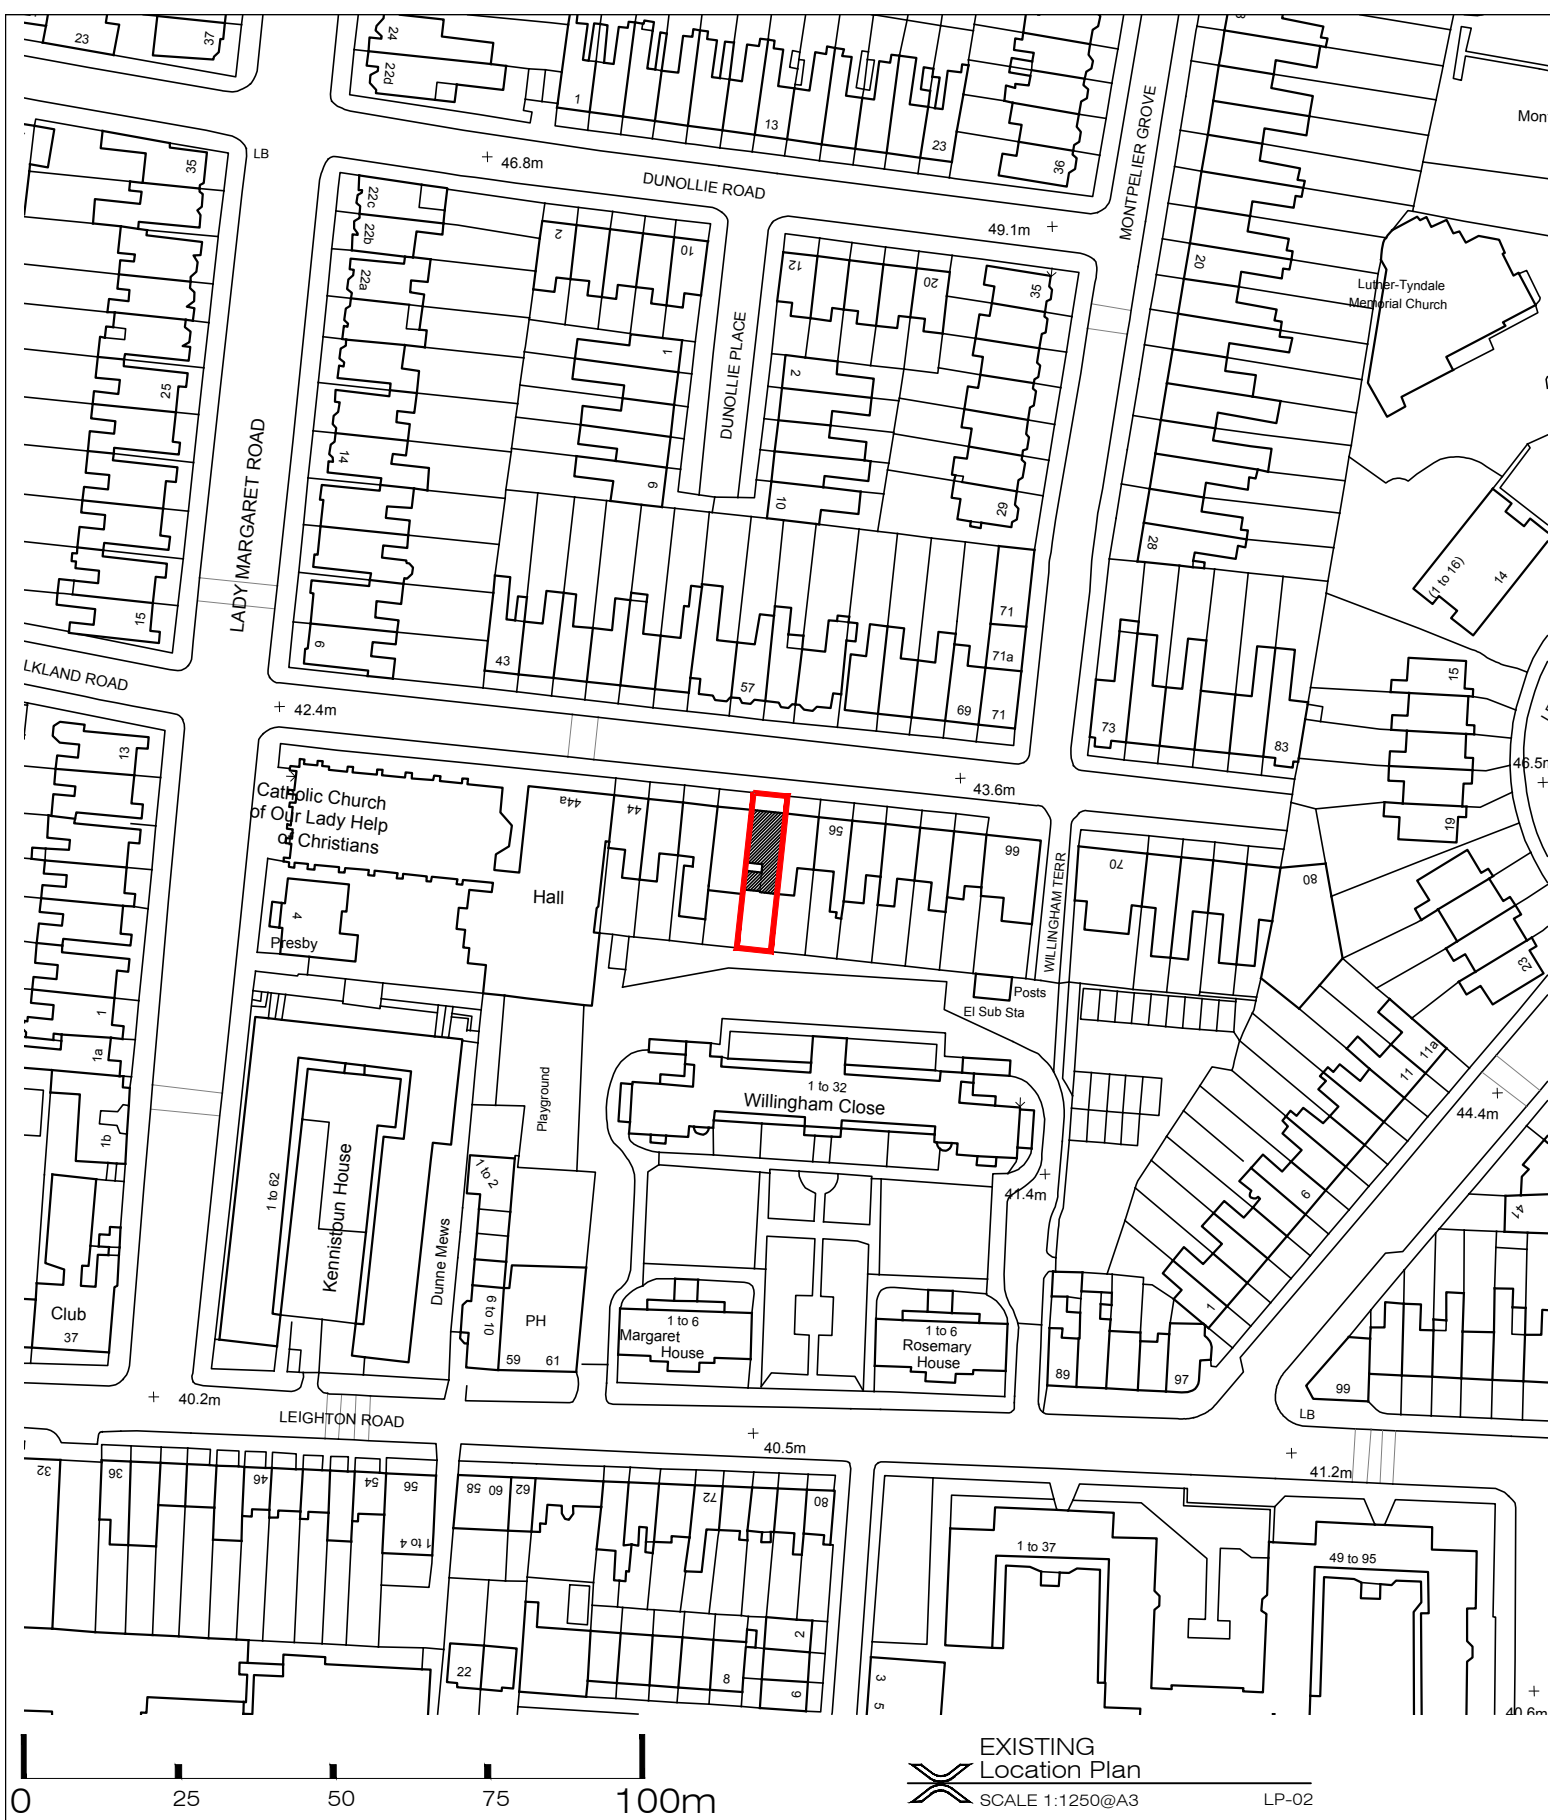 23
37
24
22d
1
13
23
36
MONTPELIER GROVE
Mon
35
LB
46.8m
DUNOLLIE ROAD
22c
22b
22a
2
10
49.1m
12
20
35
20
Luther-Tyndale
Memorial Church
25
14
1
DUNOLLIE PLACE
2
LADY MARGARET ROAD
6
10
29
28
(1 to 16)
14
15
9
43
57
71
71a
69
71
73
83
15
LKLAND ROAD
42.4m
43.6m
46.5m
13
Catholic Church
of Our Lady Help
of Christians
44a
44
56
66
WILLINGHAM TERR
70
80
19
Hall
4
Presby
23
Posts
El Sub Sta
1
1a
1b
Playground
1 to 32
Willingham Close
11
11a
44.4m
1 to 62
Kennistoun House
Dunne Mews
1 to 2
41.4m
6
41
Club
37
6 to 10
PH
59
61
1 to 6
Margaret
House
1 to 6
Rosemary
House
1
89
97
99
LB
40.2m
LEIGHTON ROAD
40.5m
41.2m
32
36
46
54
56
1 to 4
58
60
62
72
80
1 to 37
49 to 95
22
8
2
6
3
5
40.6m
0
25
50
75
100m
EXISTING
Location Plan
SCALE 1:1250@A3
LP-02